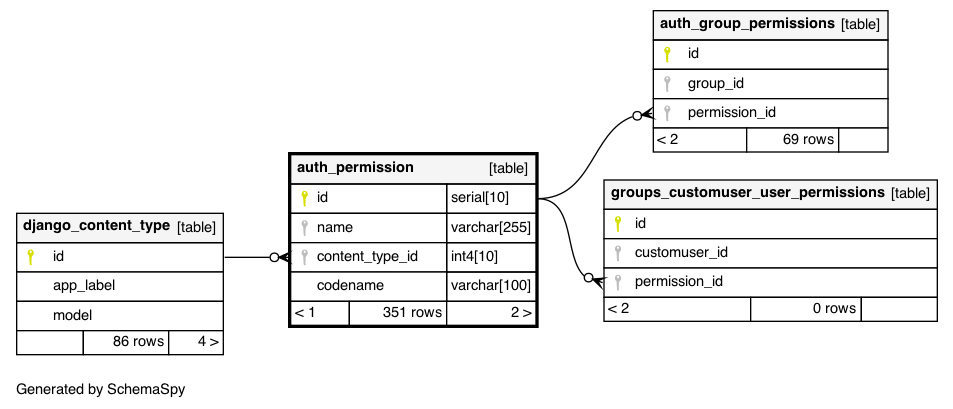 auth_group_permissions [table]
id
group_id
permission_id
< 2 69 rows
auth_permission [table]
id serial[10]
name varchar[255]
content_type_id int4[10]
codename varchar[100]
< 1 351 rows 2 >
groups_customuser_user_permissions [table]
id
customuser_id
permission_id
< 2 0 rows
django_content_type [table]
id
app_label
model
86 rows 4 >
Generated by SchemaSpy